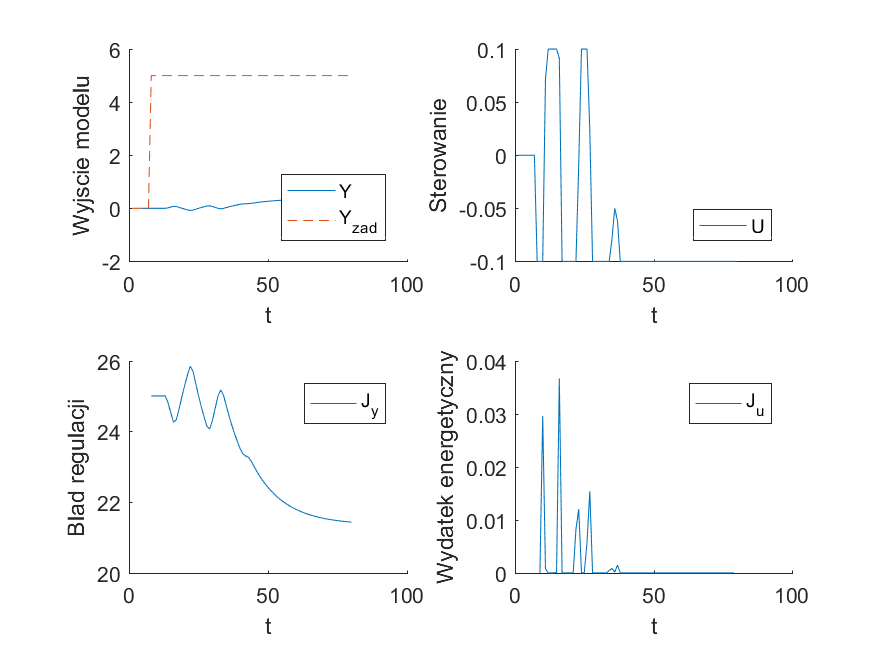 Wyjscie modelu
6
4
2
0
-2
0
50
100
t
Y
Y_zad
Sterowanie
0.1
0.05
0
-0.05
-0.1
0
50
100
t
U
Blad regulacji
26
24
22
20
0
50
100
t
J_y
Wydatek energetyczny
0.04
0.03
0.02
0.01
0
0
50
100
t
J_u